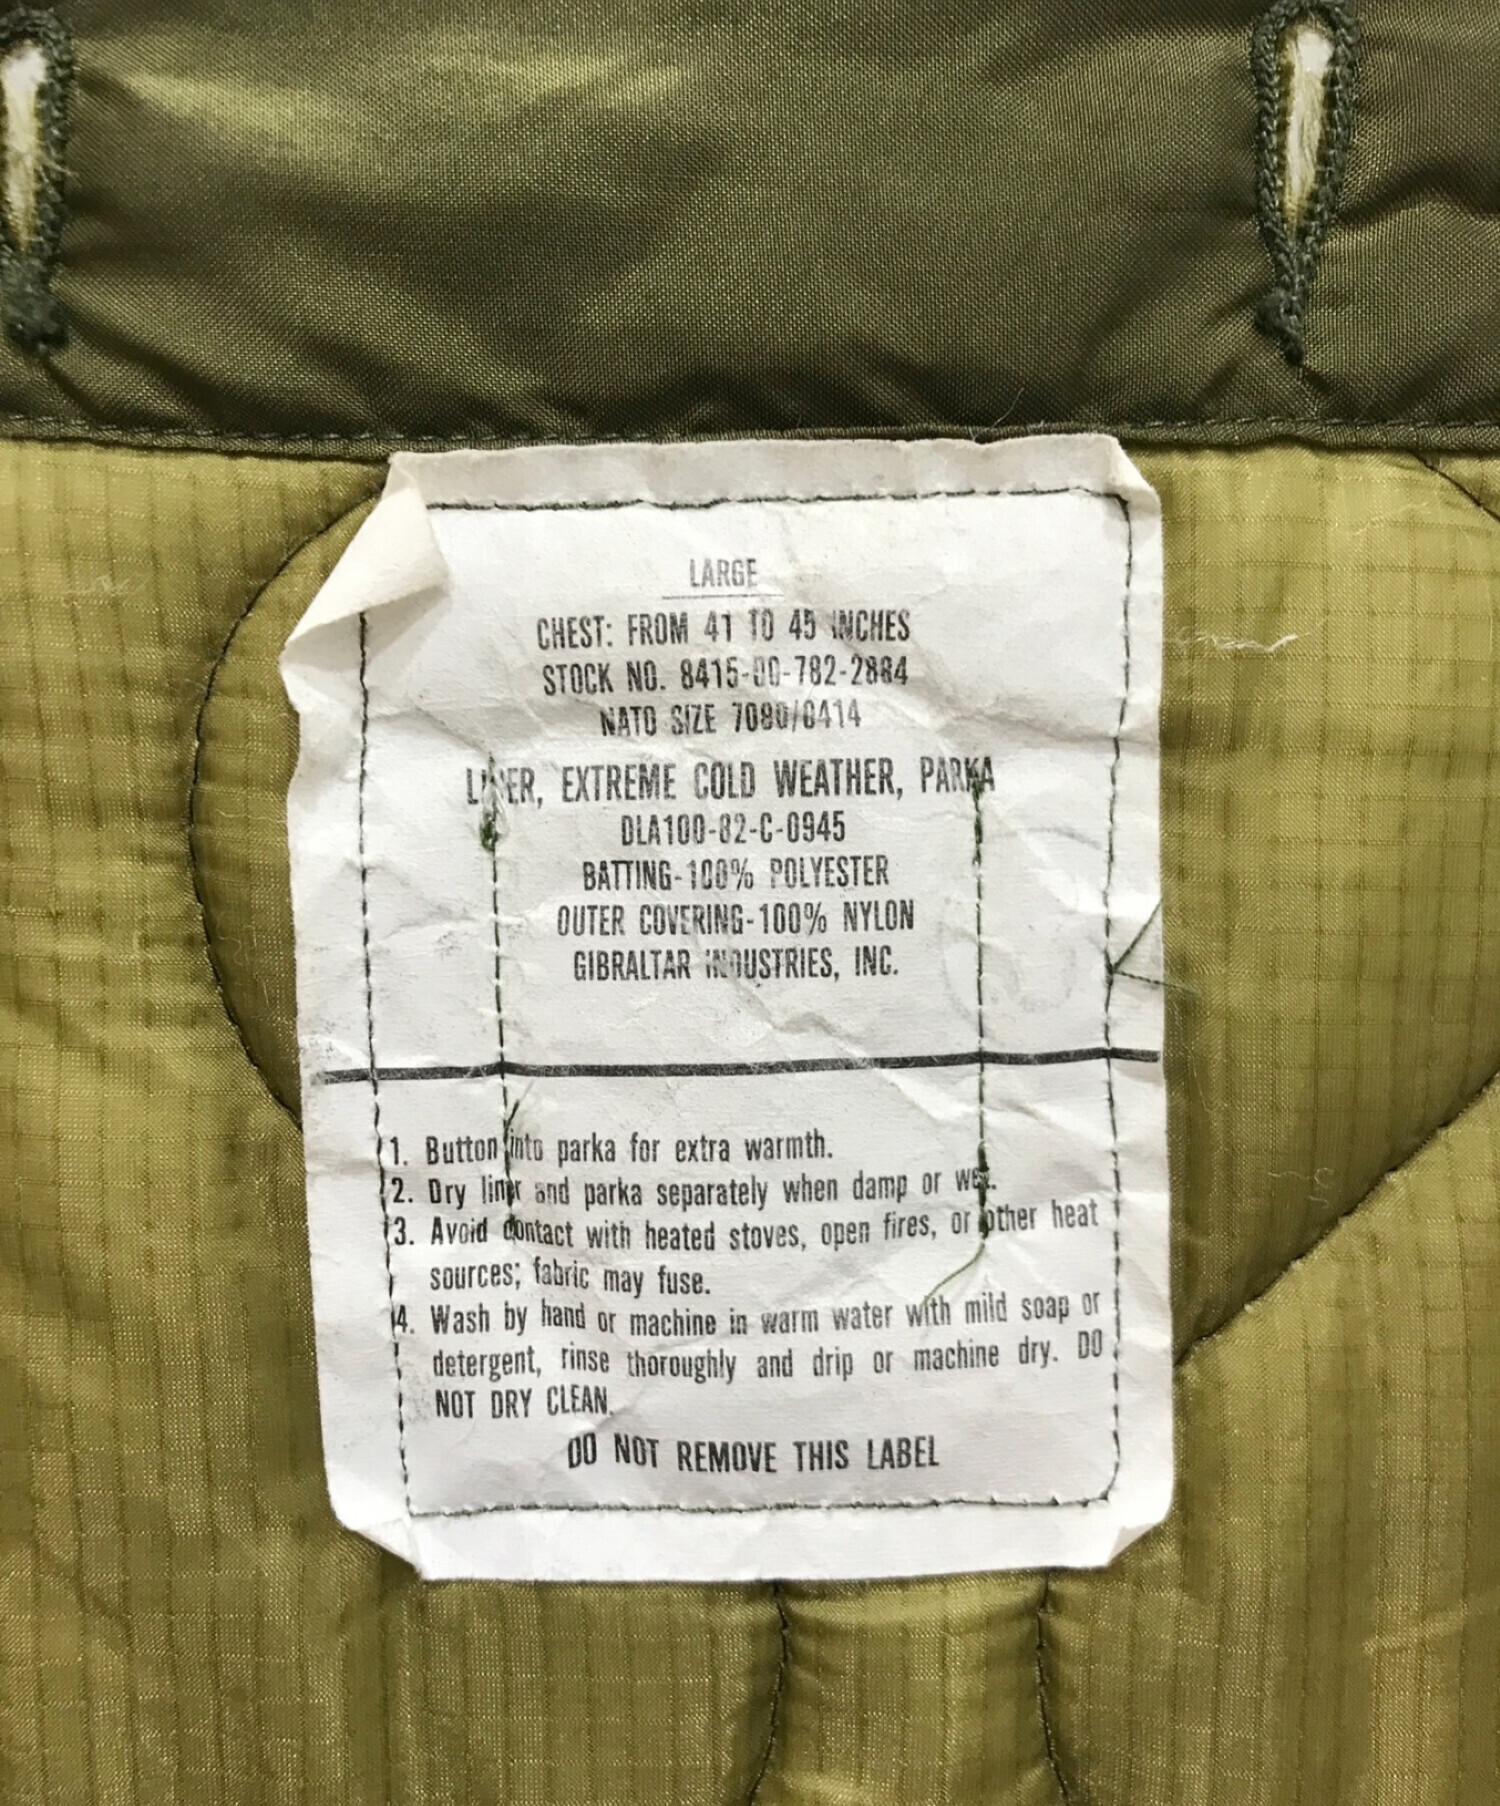 LARGE
CHEST: FROM 41 TO 45 INCHES
STOCK NO. 8415-00-782-2884
NATO SIZE 7080/0414
LINER, EXTREME COLD WEATHER, PARKA
DLA100-82-C-0945
BATTING-100% POLYESTER
OUTER COVERING-100% NYLON
GIBRALTAR INDUSTRIES, INC.
1. Button into parka for extra warmth.
2. Dry liner and parka separately when damp or wet.
3. Avoid contact with heated stoves, open fires, or other heat
sources; fabric may fuse.
4. Wash by hand or machine in warm water with mild soap or
detergent, rinse thoroughly and drip or machine dry. DO
NOT DRY CLEAN.
DO NOT REMOVE THIS LABEL